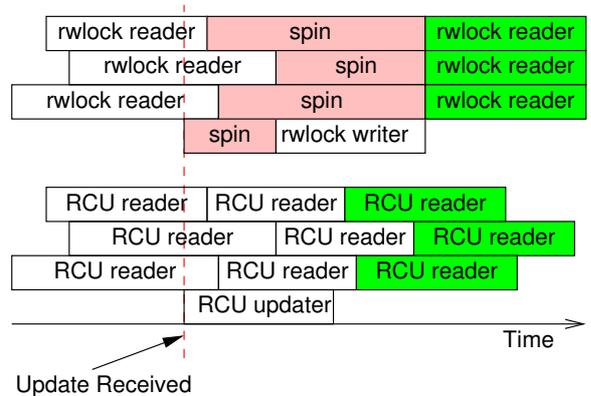 rwlock reader spin rwlock reader
rwlock reader spin rwlock reader
rwlock reader spin rwlock reader
spin rwlock writer
RCU reader RCU reader RCU reader
RCU reader RCU reader RCU reader
RCU reader RCU reader RCU reader
RCU updater
Time
Update Received